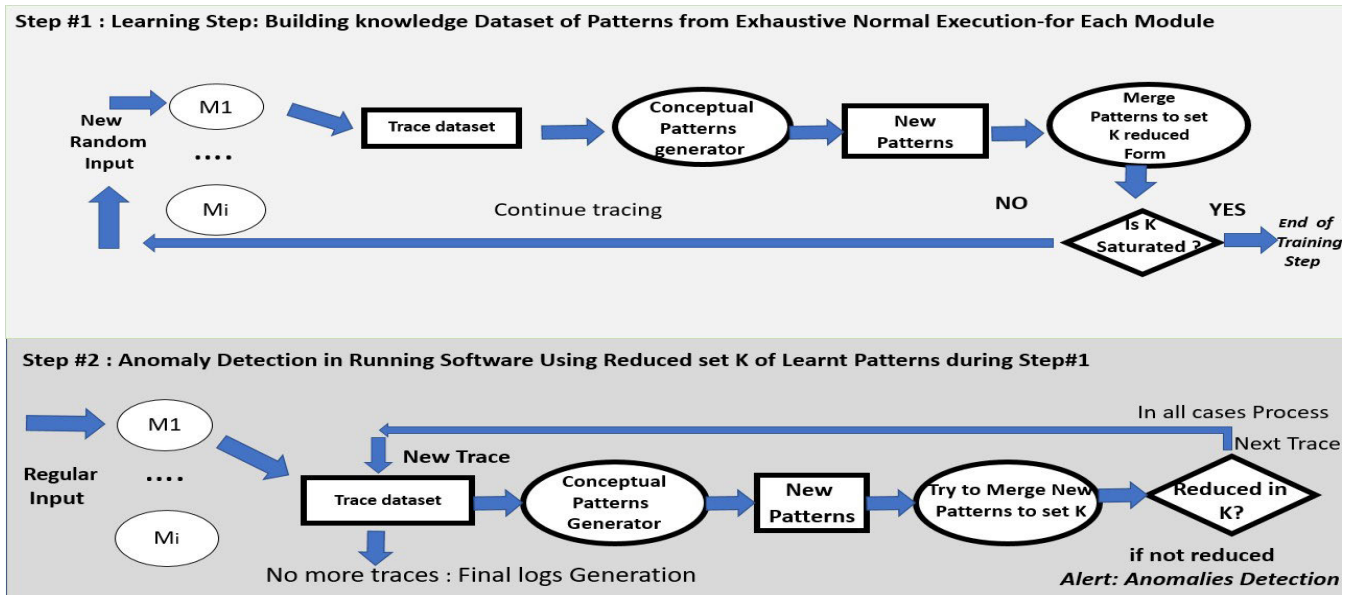 Step #1 : Learning Step: Building knowledge Dataset of Patterns from Exhaustive Normal Execution-for Each Module
New
Random
Input
M1
....
Mi
Trace dataset
Conceptual
Patterns
generator
New
Patterns
Merge
Patterns to set
K reduced
Form
Continue tracing
NO
Is K
Saturated ?
YES
End of
Training
Step
Step #2 : Anomaly Detection in Running Software Using Reduced set K of Learnt Patterns during Step#1
Regular
Input
M1
....
Mi
New Trace
Trace dataset
No more traces : Final logs Generation
Conceptual
Patterns
Generator
New
Patterns
Try to Merge New
Patterns to set K
In all cases Process
Next Trace
Reduced in
K?
if not reduced
Alert: Anomalies Detection